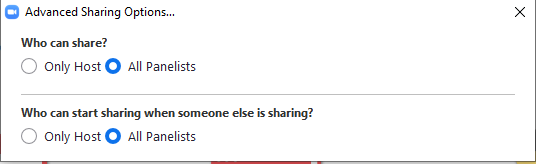 Advanced Sharing Options...
Who can share?
Only Host All Panelists
Who can start sharing when someone else is sharing?
Only Host All Panelists